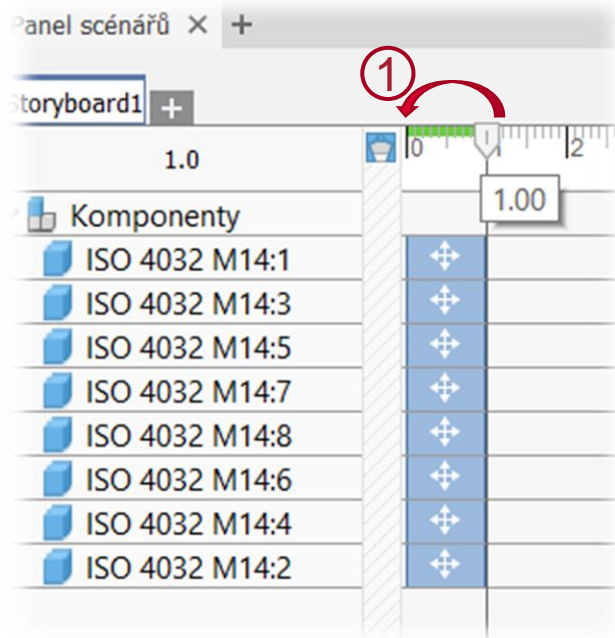 Panel scénářů × +
1
Storyboard1 +
1.0
0 1 2
1.00
Komponenty
ISO 4032 M14:1
ISO 4032 M14:3
ISO 4032 M14:5
ISO 4032 M14:7
ISO 4032 M14:8
ISO 4032 M14:6
ISO 4032 M14:4
ISO 4032 M14:2